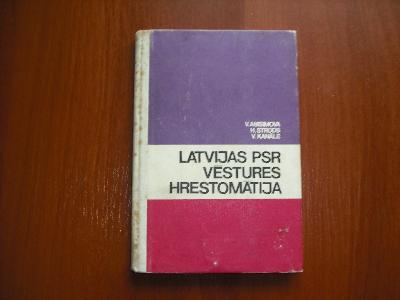 V. ANISIMOVA
H. STRODS
V. KANĀLE
LATVIJAS PSR
VĒSTURES
HRESTOMĀTIJA